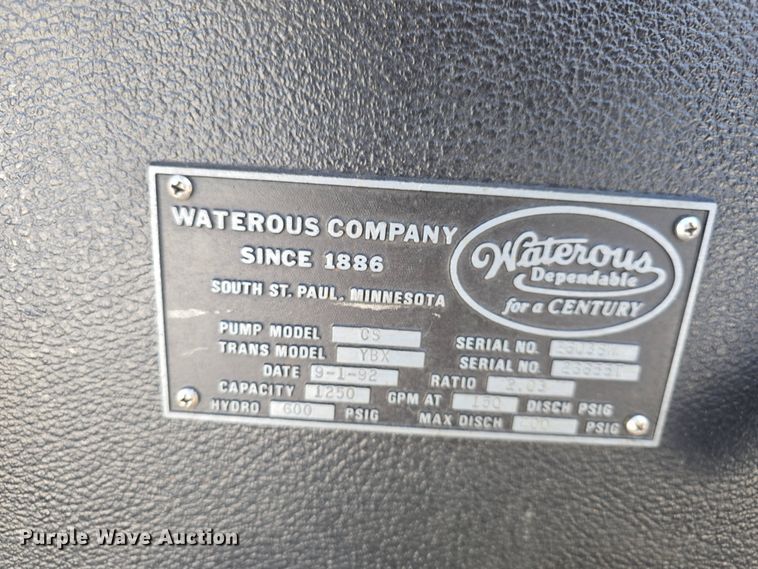 WATEROUS COMPANY
SINCE 1886
SOUTH ST. PAUL, MINNESOTA
Waterous
Dependable
for a CENTURY
PUMP MODEL CS SERIAL NO.
TRANS MODEL YBX SERIAL NO.
DATE 9-1-92 RATIO 2.03
CAPACITY 1250 GPM AT 150 DISCH PSIG
HYDRO 600 PSIG MAX DISCH PSIG
Purple Wave Auction